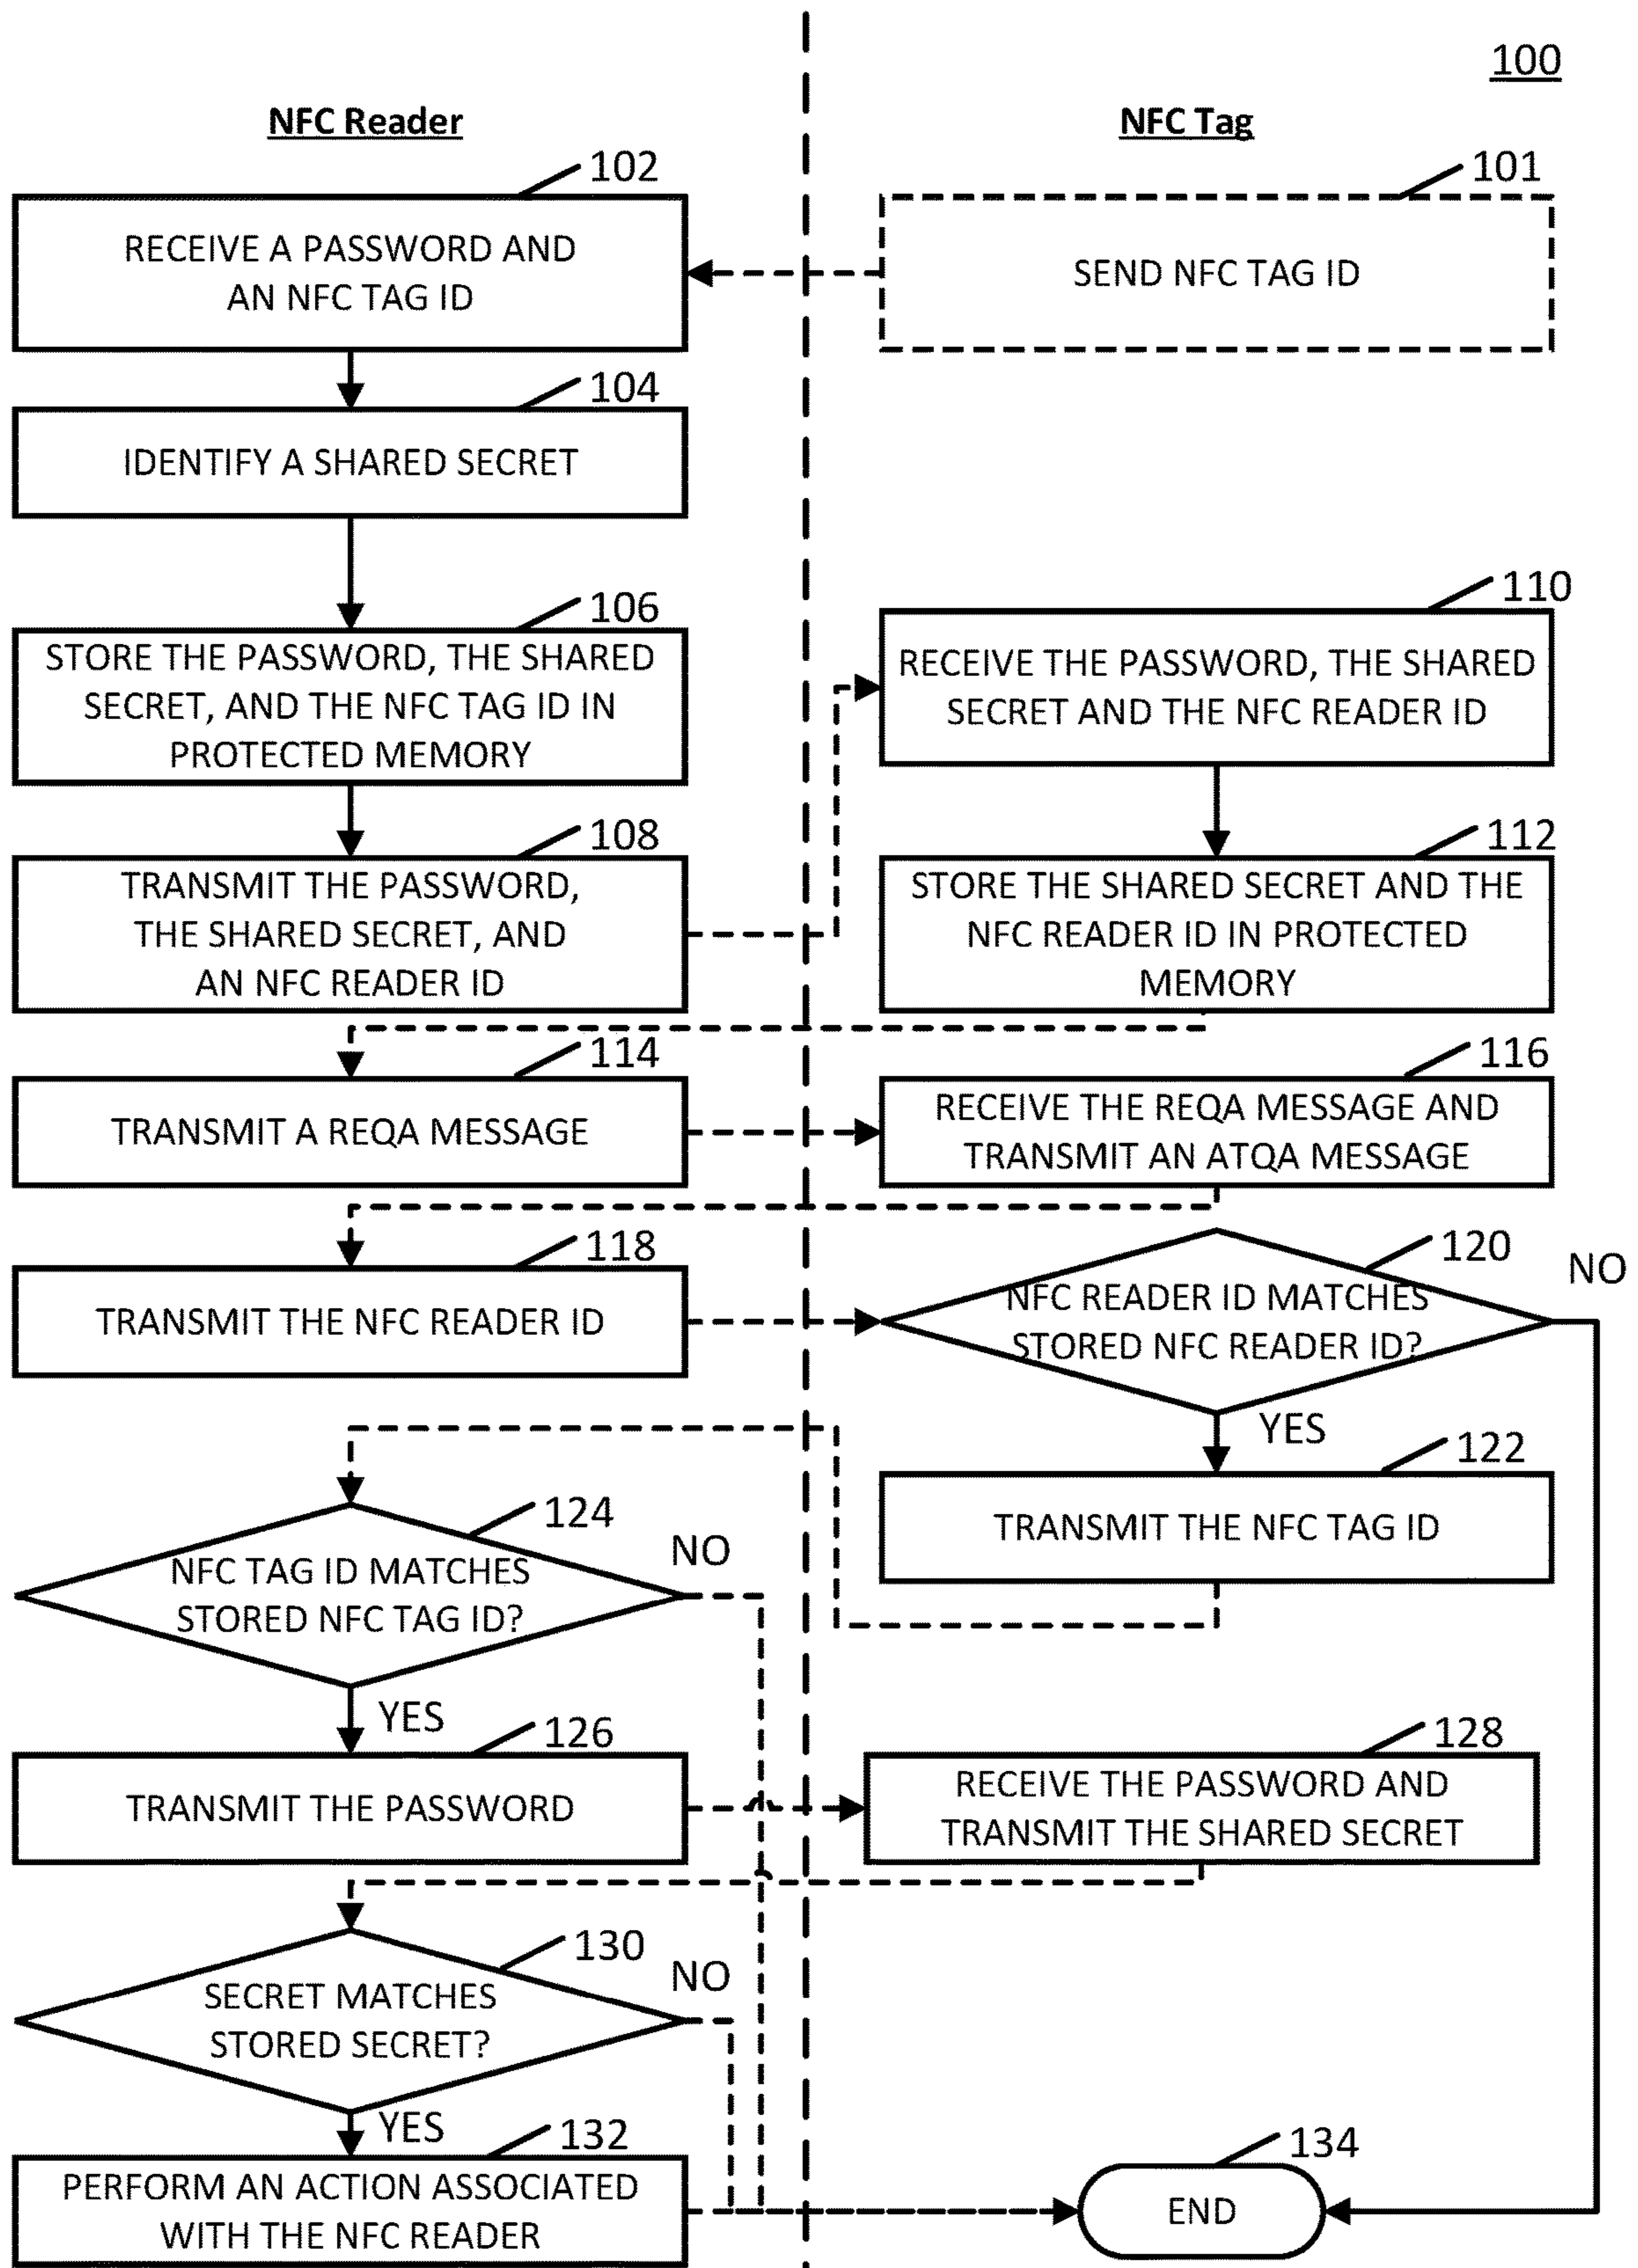 100
NFC Reader
NFC Tag
102
RECEIVE A PASSWORD AND
AN NFC TAG ID
101
SEND NFC TAG ID
104
IDENTIFY A SHARED SECRET
106
STORE THE PASSWORD, THE SHARED
SECRET, AND THE NFC TAG ID IN
PROTECTED MEMORY
110
RECEIVE THE PASSWORD, THE SHARED
SECRET AND THE NFC READER ID
108
TRANSMIT THE PASSWORD,
THE SHARED SECRET, AND
AN NFC READER ID
112
STORE THE SHARED SECRET AND THE
NFC READER ID IN PROTECTED
MEMORY
114
TRANSMIT A REQA MESSAGE
116
RECEIVE THE REQA MESSAGE AND
TRANSMIT AN ATQA MESSAGE
118
TRANSMIT THE NFC READER ID
120
NFC READER ID MATCHES
STORED NFC READER ID?
NO
YES
122
TRANSMIT THE NFC TAG ID
124
NFC TAG ID MATCHES
STORED NFC TAG ID?
NO
YES
126
TRANSMIT THE PASSWORD
128
RECEIVE THE PASSWORD AND
TRANSMIT THE SHARED SECRET
130
SECRET MATCHES
STORED SECRET?
NO
YES
132
PERFORM AN ACTION ASSOCIATED
WITH THE NFC READER
134
END